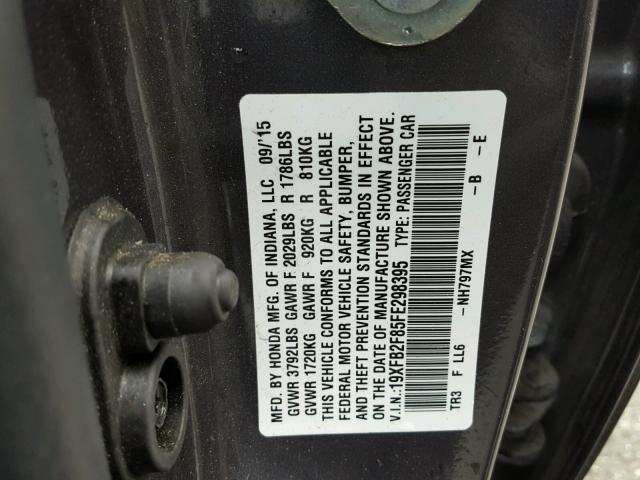 MFD. BY HONDA MFG. OF INDIANA, LLC 09/'15
GVWR 3792LBS GAWR F 2029LBS R 1786LBS
GVWR 1720KG GAWR F 920KG R 810KG
THIS VEHICLE CONFORMS TO ALL APPLICABLE
FEDERAL MOTOR VEHICLE SAFETY, BUMPER,
AND THEFT PREVENTION STANDARDS IN EFFECT
ON THE DATE OF MANUFACTURE SHOWN ABOVE.
V.I.N.:19XFB2F85FE298395 TYPE: PASSENGER CAR
TR3 F LL6 -NH797MX -B -E